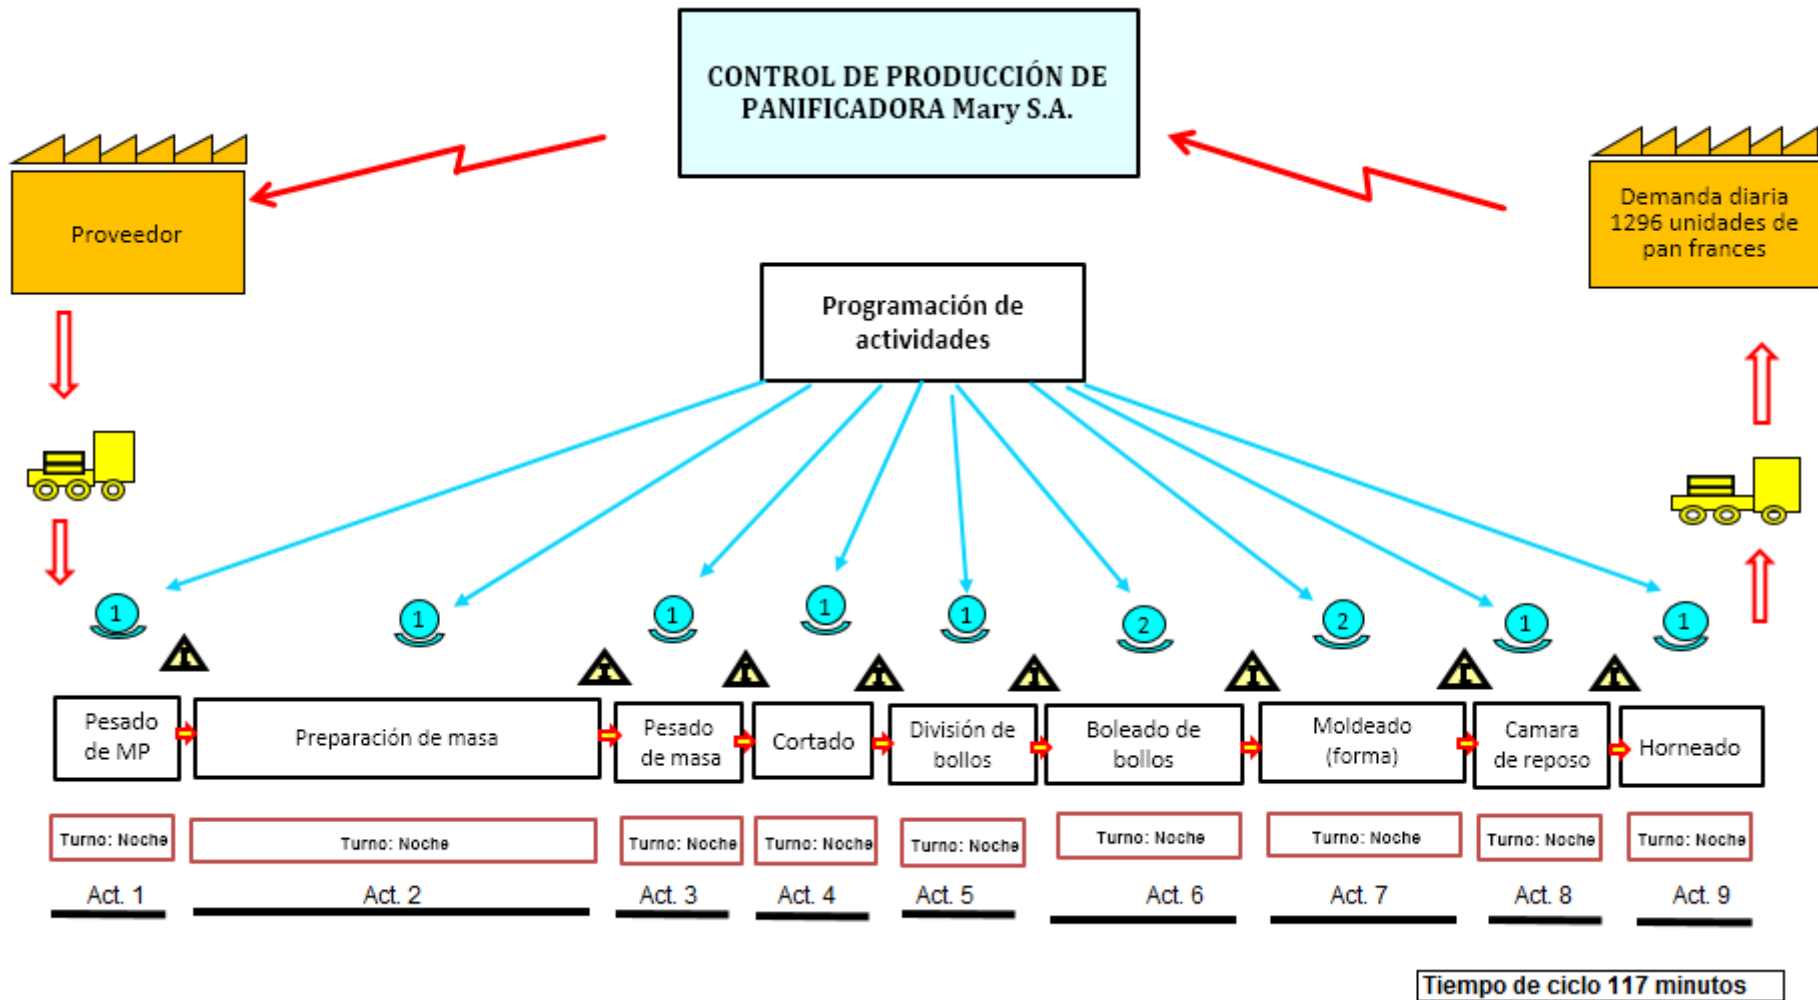 CONTROL DE PRODUCCIÓN DE
PANIFICADORA Mary S.A.
Proveedor
Demanda diaria
1296 unidades de
pan frances
Programación de
actividades
1
1
1
1
1
2
2
1
1
I
I
I
I
I
I
I
I
Pesado
de MP
Preparación de masa
Pesado
de masa
Cortado
División de
bollos
Boleado de
bollos
Moldeado
(forma)
Camara
de reposo
Horneado
Turno: Noche
Turno: Noche
Turno: Noche
Turno: Noche
Turno: Noche
Turno: Noche
Turno: Noche
Turno: Noche
Turno: Noche
Act. 1
Act. 2
Act. 3
Act. 4
Act. 5
Act. 6
Act. 7
Act. 8
Act. 9
Tiempo de ciclo 117 minutos